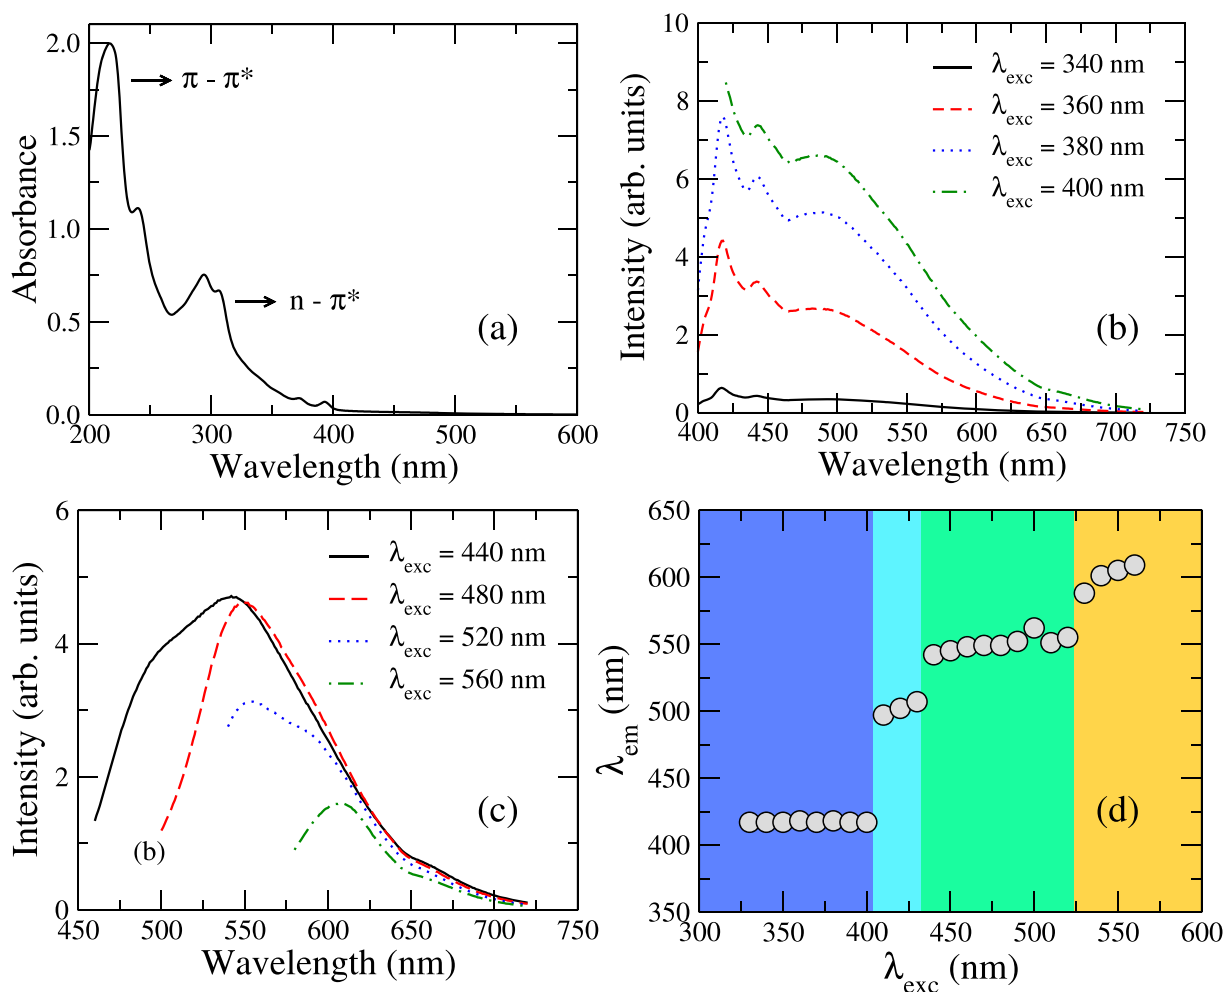 2.0
1.5
1.0
0.5
0.0
Absorbance
π - π*
n - π*
(a)
200 300 400 500 600
Wavelength (nm)
10
8
6
4
2
0
Intensity (arb. units)
λexc = 340 nm
λexc = 360 nm
λexc = 380 nm
λexc = 400 nm
(b)
400 450 500 550 600 650 700 750
Wavelength (nm)
6
4
2
0
Intensity (arb. units)
λexc = 440 nm
λexc = 480 nm
λexc = 520 nm
λexc = 560 nm
(b)
(c)
450 500 550 600 650 700 750
Wavelength (nm)
650
600
550
500
450
400
350
λem (nm)
(d)
300 350 400 450 500 550 600
λexc (nm)